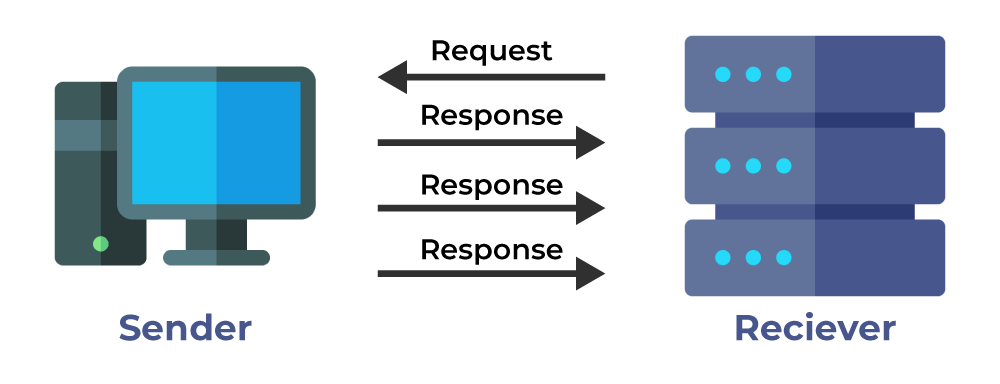 Request
Response
Response
Response
Sender
Reciever